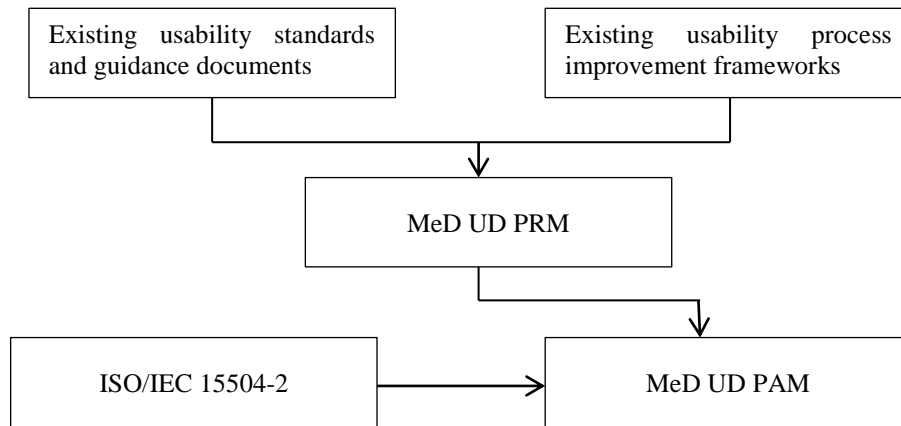 Existing usability standards
and guidance documents
Existing usability process
improvement frameworks
MeD UD PRM
ISO/IEC 15504-2
MeD UD PAM